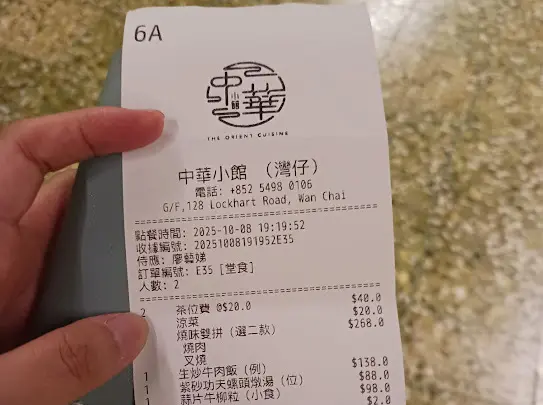 6A
中華
小館
THE ORIENT CUISINE
中華小館 （灣仔）
電話: +852 5498 0106
G/F,128 Lockhart Road, Wan Chai
點餐時間: 2025-10-08 19:19:52
收據編號: 20251008191952E35
侍應: 廖藝娣
訂單編號: E35 [堂食]
人數: 2
2 茶位費 @$20.0 $40.0
涼菜 $20.0
燒味雙拼（選二款） $268.0
燒肉
叉燒
1 生炒牛肉飯（例） $138.0
1 紫砂功夫螺頭燉湯（位） $88.0
1 蒜片牛柳粒（小食） $98.0
$2.0